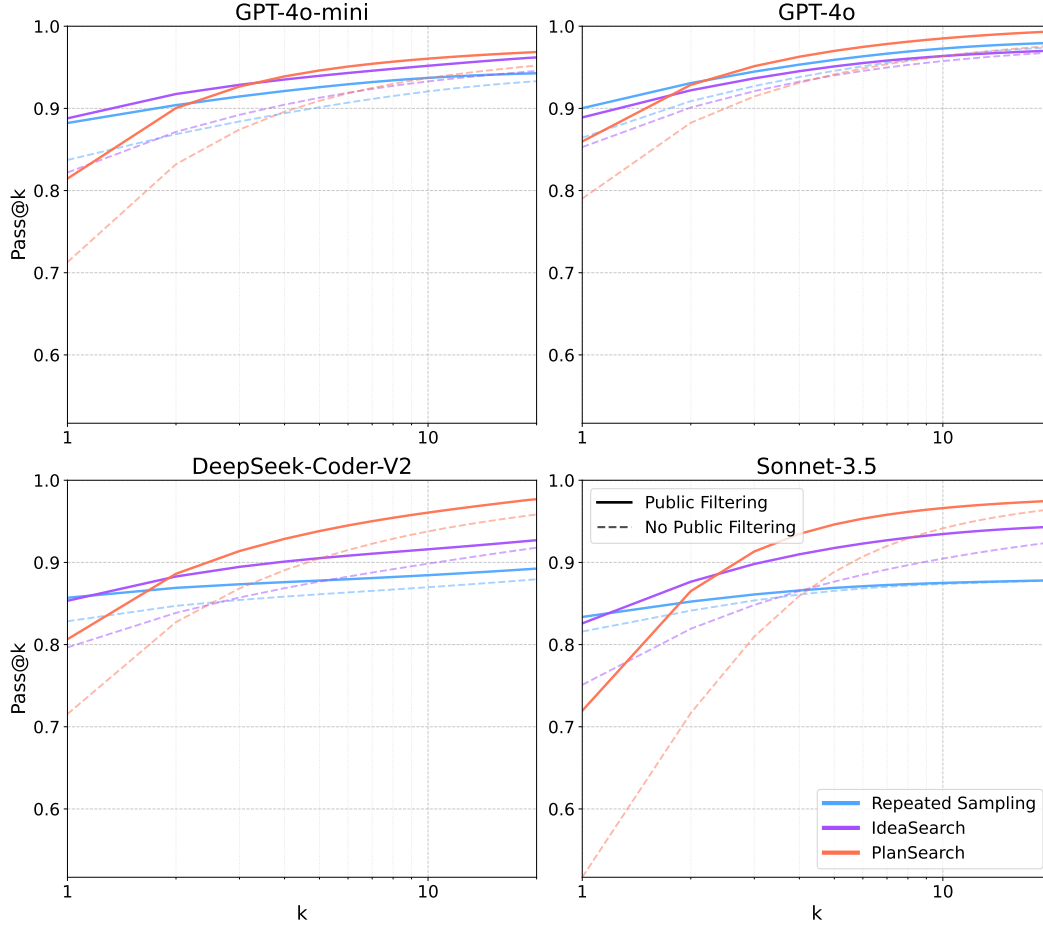 GPT-4o-mini
GPT-4o
1.0
0.9
0.8
0.7
0.6
Pass@k
1
10
1.0
0.9
0.8
0.7
0.6
1
10
DeepSeek-Coder-V2
Sonnet-3.5
1.0
0.9
0.8
0.7
0.6
Pass@k
1
10
k
1.0
0.9
0.8
0.7
0.6
Public Filtering
No Public Filtering
Repeated Sampling
IdeaSearch
PlanSearch
1
10
k